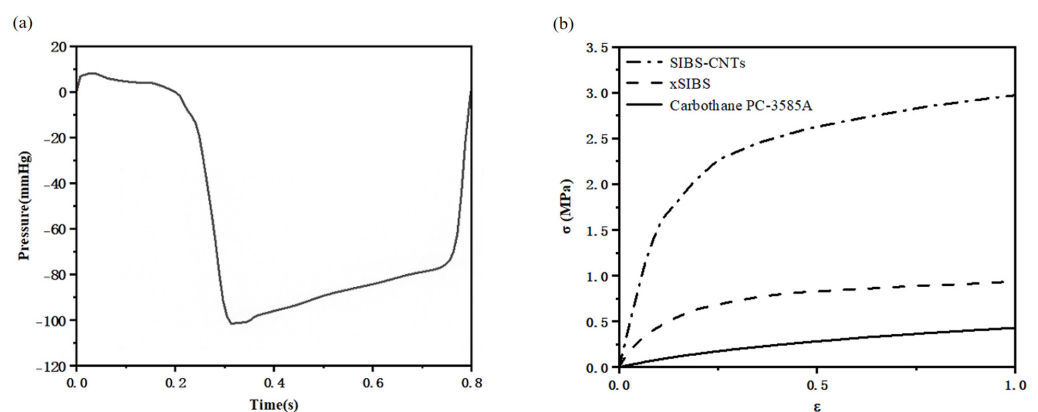 (a)
20
0
-20
-40
-60
-80
-100
-120
Pressure(mmHg)
0.0
0.2
0.4
0.6
0.8
Time(s)
(b)
3.5
3.0
2.5
2.0
1.5
1.0
0.5
0.0
σ (MPa)
SIBS-CNTs
xSIBS
Carbothane PC-3585A
0.0
0.5
1.0
ε